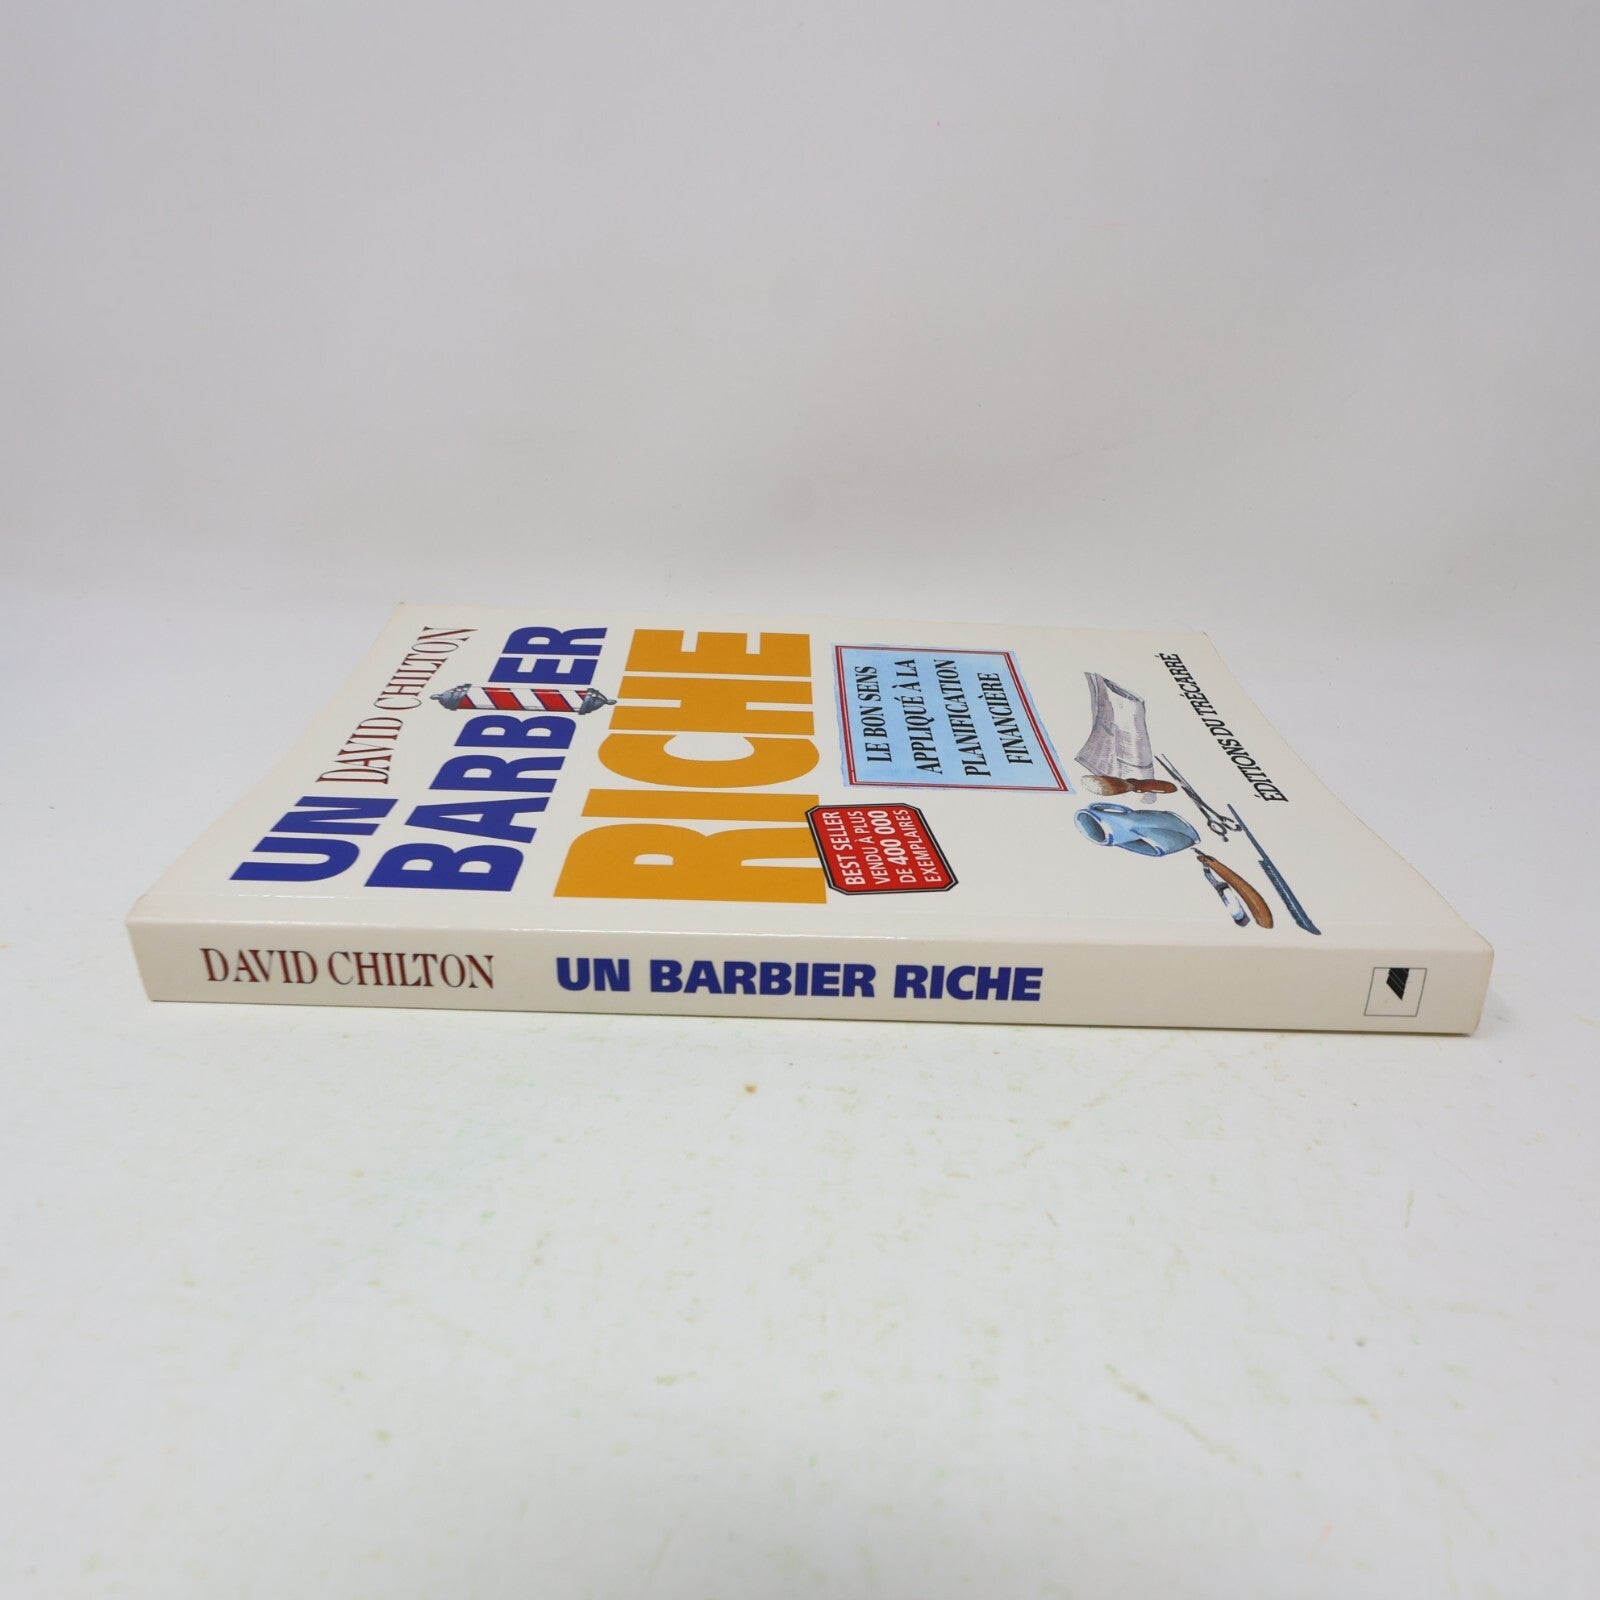 DAVID CHILTON
UN
BARBIER
RICHE
LE BON SENS
APPLIQUÉ À LA
PLANIFICATION
FINANCIÈRE
BEST SELLER
VENDU À PLUS
DE 400 000
EXEMPLAIRES
ÉDITIONS DU TRÉCARRÉ
DAVID CHILTON UN BARBIER RICHE